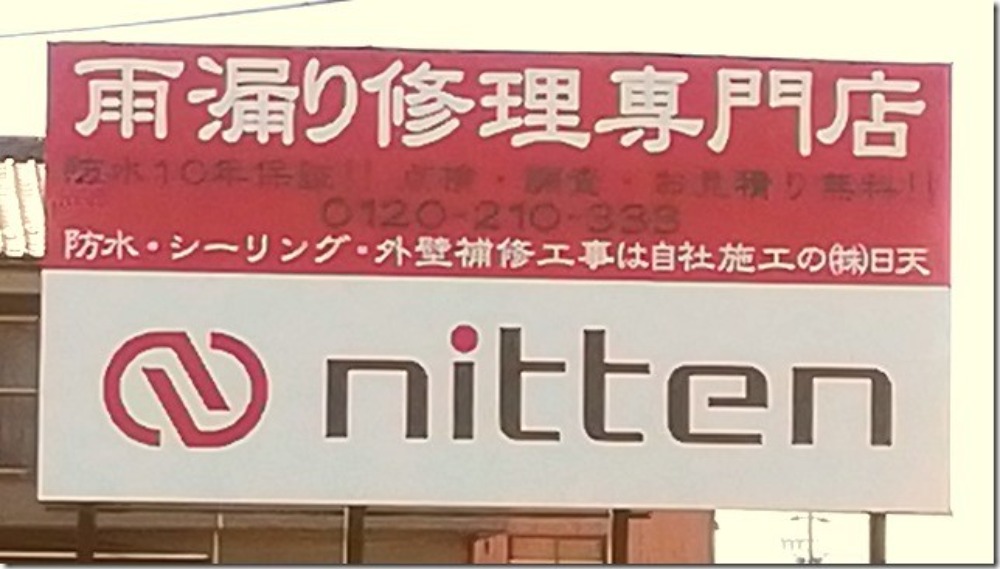 雨漏り修理専門店
防水10年保証!! 点検・調査・お見積り無料!!
0120-210-333
防水・シーリング・外壁補修工事は自社施工の㈱日天
nitten